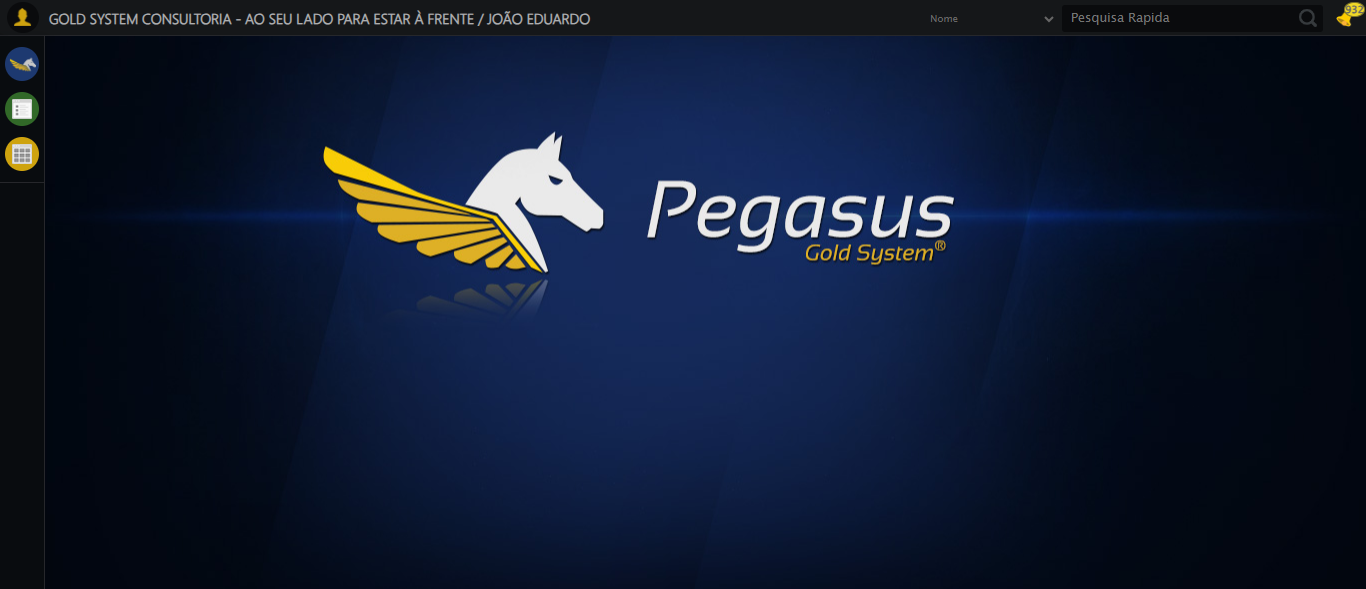 GOLD SYSTEM CONSULTORIA - AO SEU LADO PARA ESTAR À FRENTE / JOÃO EDUARDO
Nome
Pesquisa Rapida
932
Pegasus
Gold System®